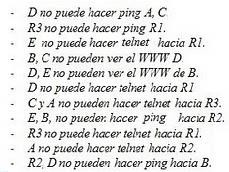 - D no puede hacer ping A, C
- R3 no puede hacer ping R1.
- E no puede hacer telnet hacia R1.
- B, C no pueden ver el WWW D
- D, E no pueden ver el WWW de B.
- D no puede hacer telnet hacia R1
- C y A no pueden hacer telnet hacia R3.
- E, B, no pueden hacer ping hacia R2.
- R3 no puede hacer telnet hacia R1.
- A no puede hacer telnet hacia R2.
- R2, D no pueden hacer ping hacia B.